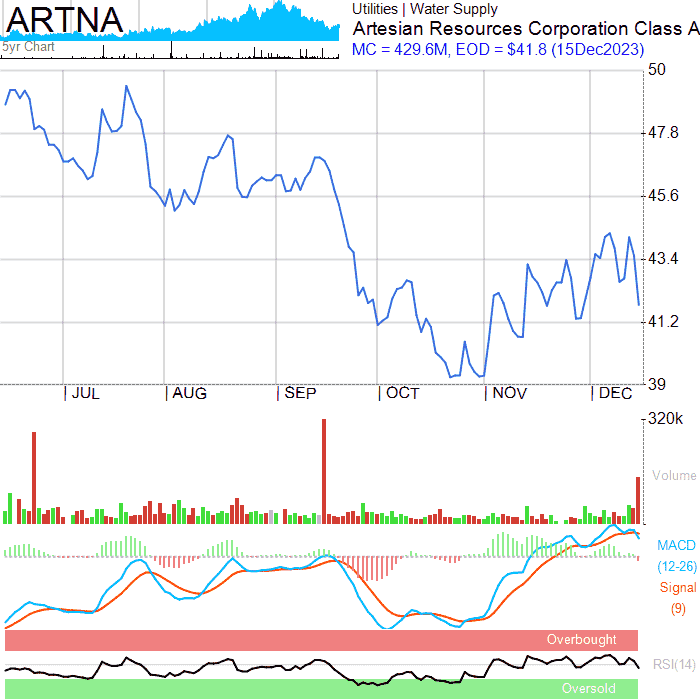 ARTNA
5yr Chart
Utilities | Water Supply
Artesian Resources Corporation Class A
MC = 429.6M, EOD = $41.8 (15Dec2023)
50
47.8
45.6
43.4
41.2
39
JUL
AUG
SEP
OCT
NOV
DEC
320k
Volume
MACD
(12-26)
Signal
(9)
Overbought
RSI(14)
Oversold